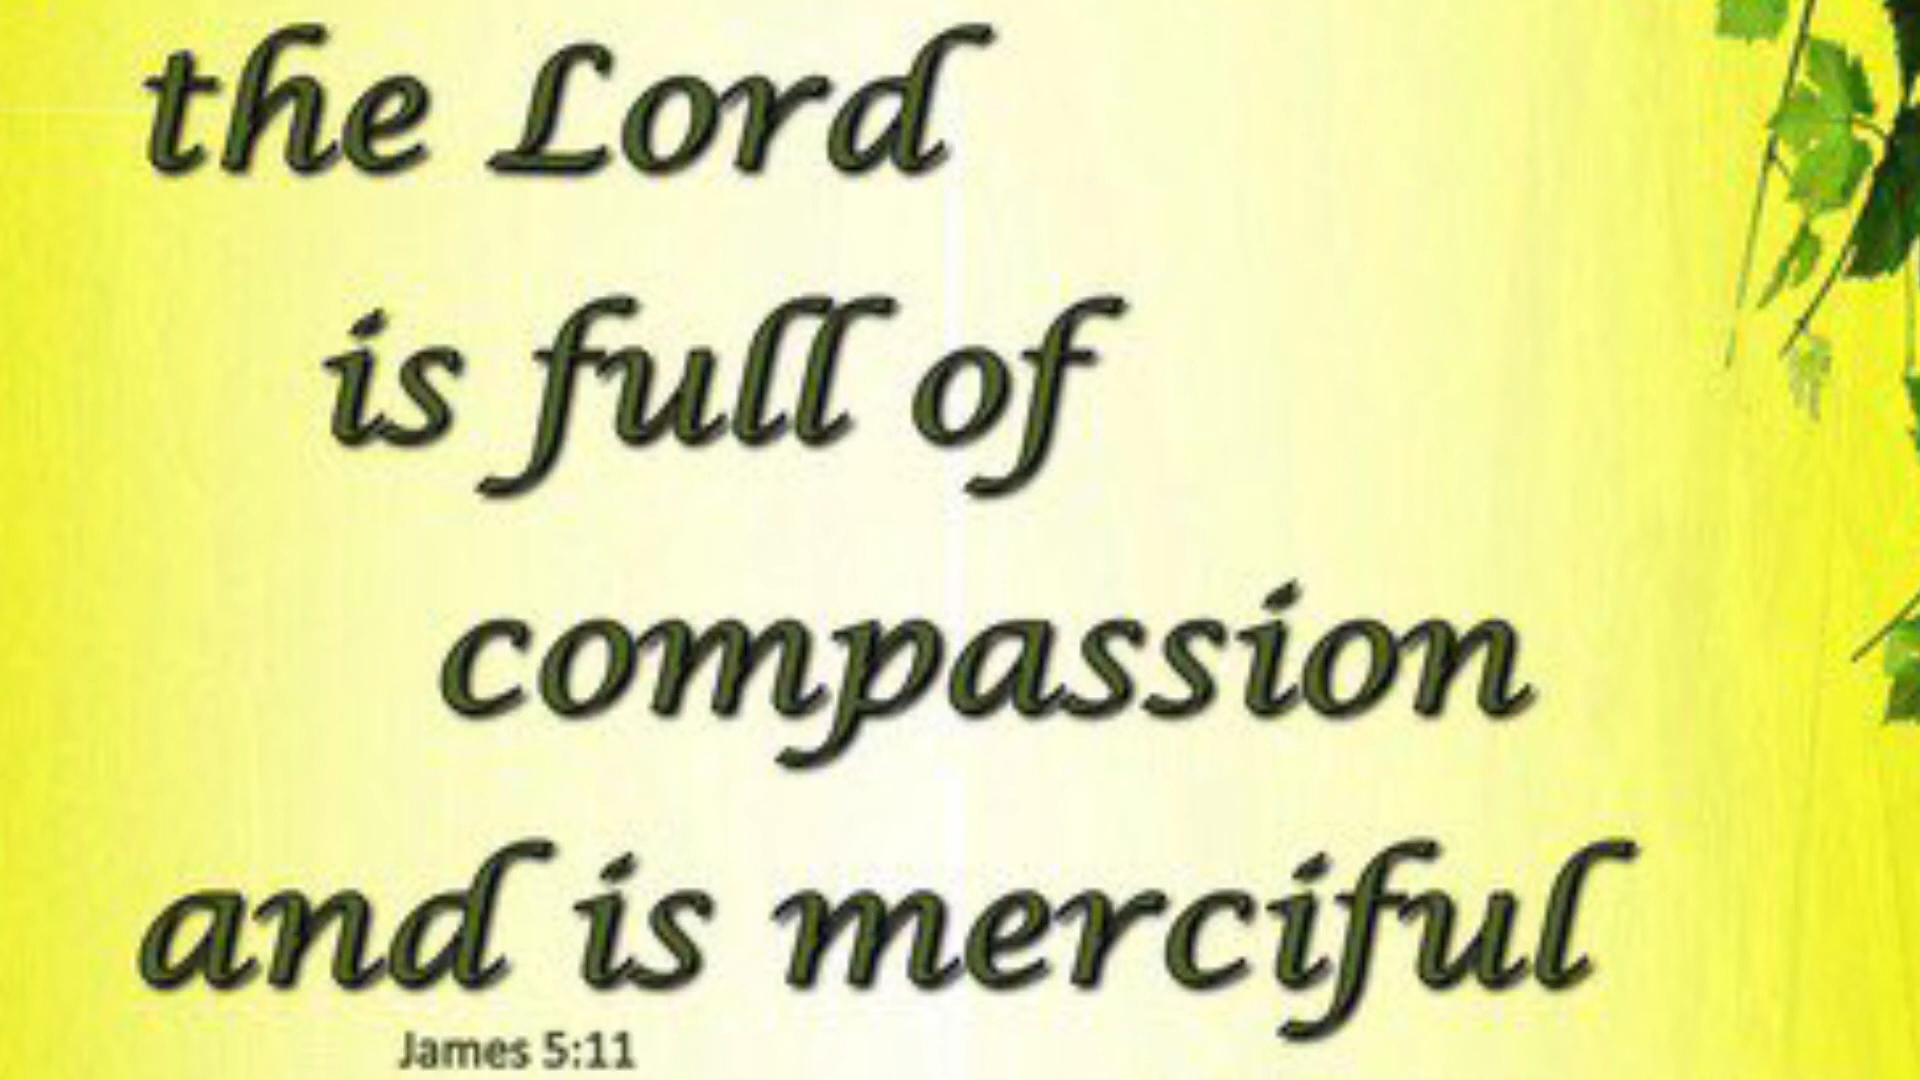 the Lord
is full of
compassion
and is merciful
James 5:11